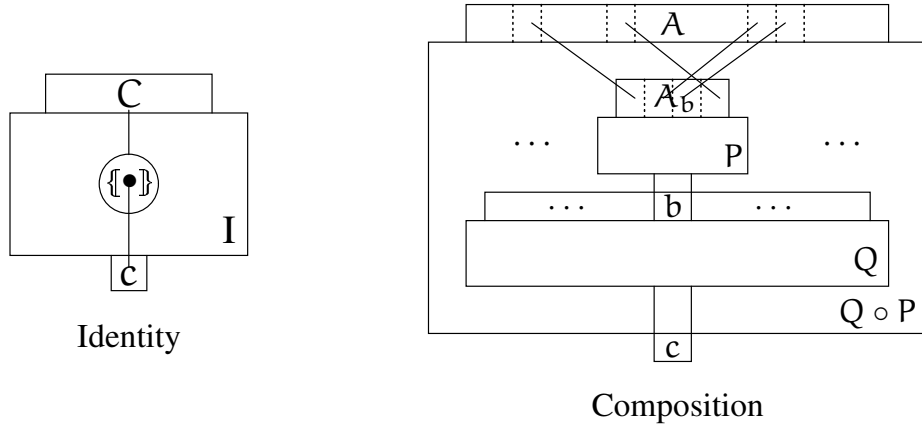 A
C
A_b
{[ • ]}
... P ...
... b ...
I
Q
c
Q ∘ P
c
Identity
Composition